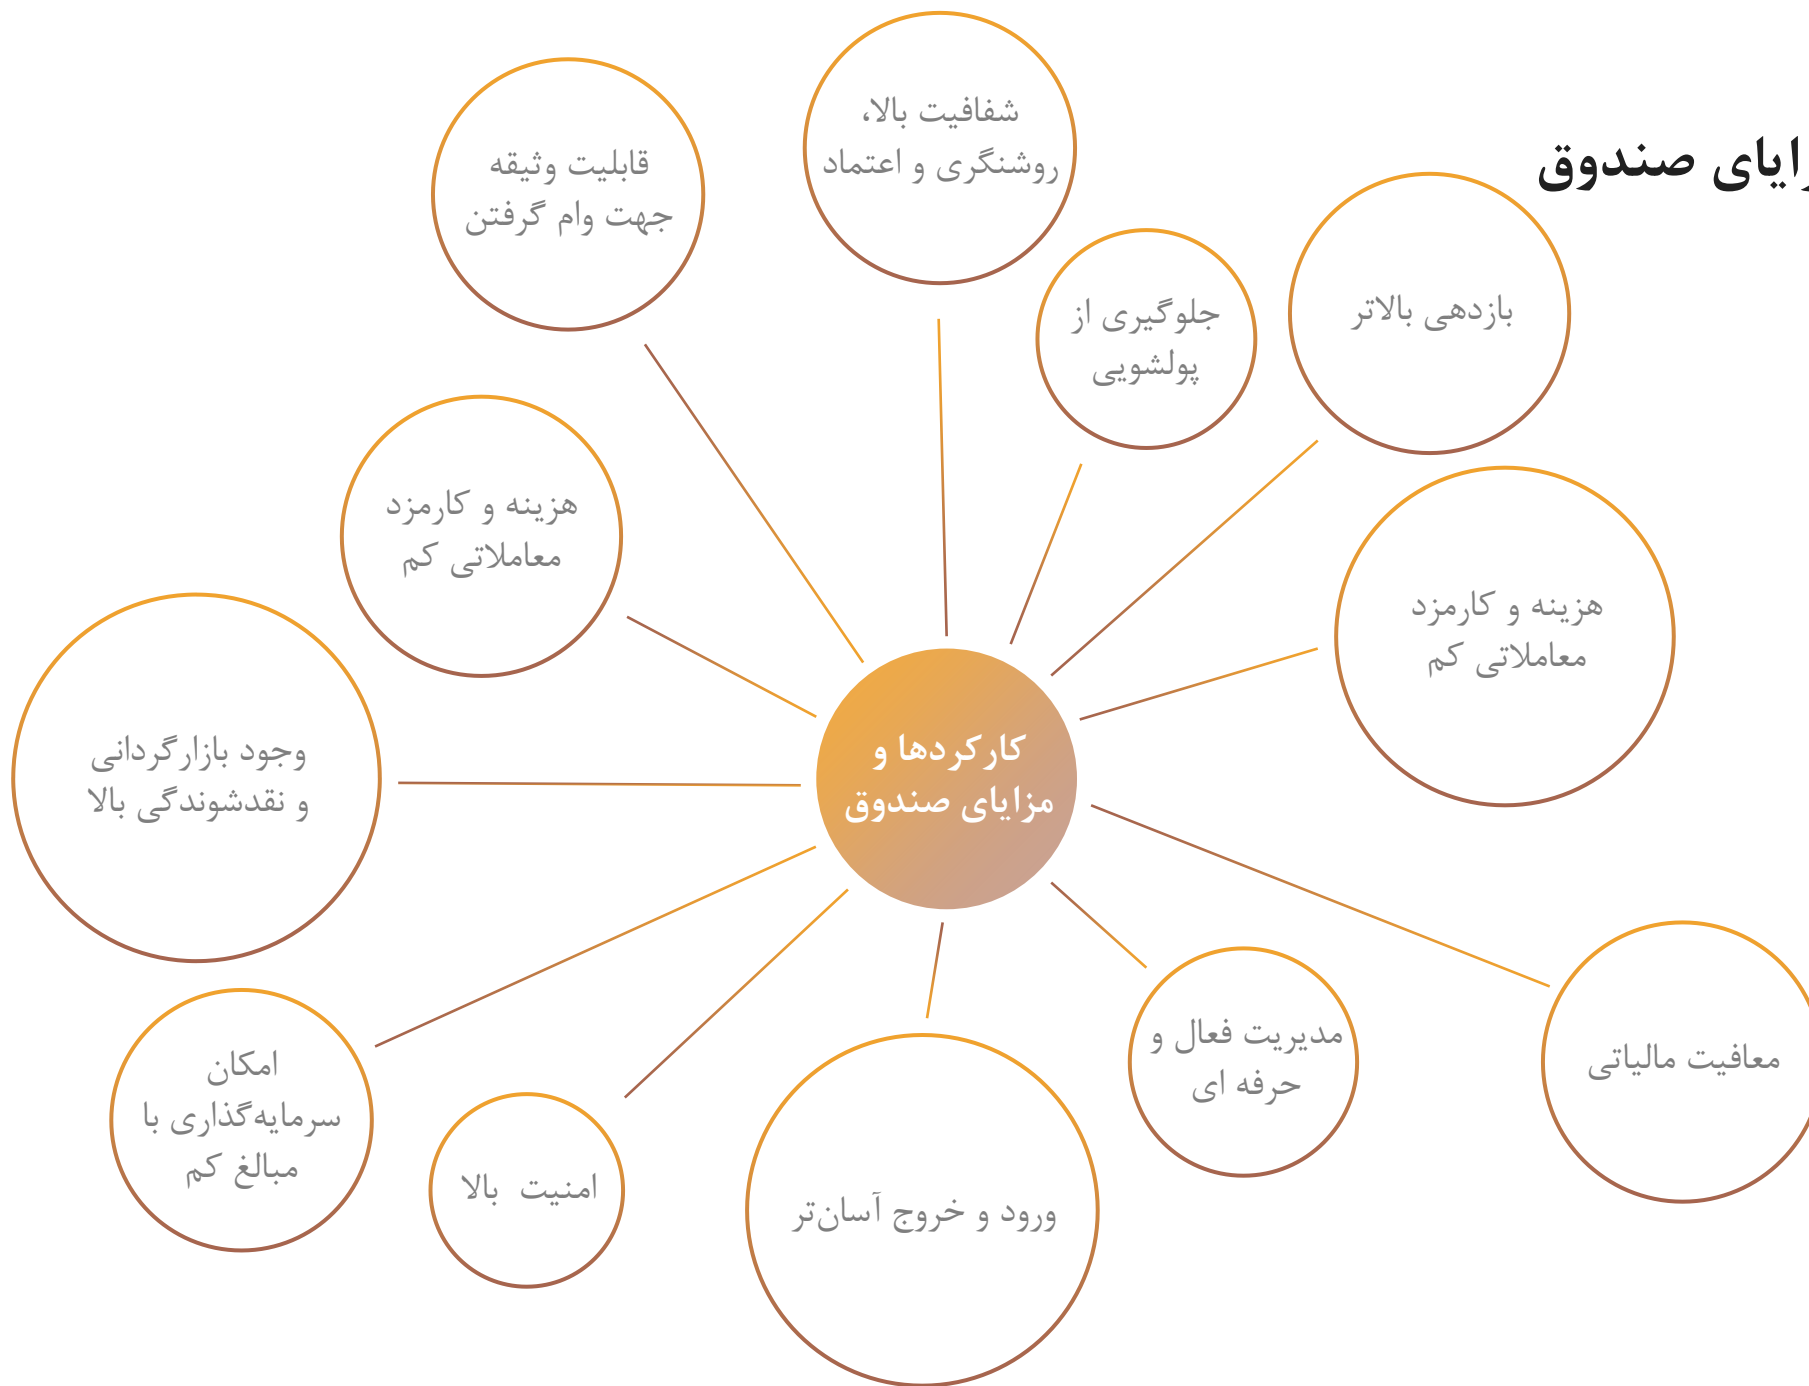 صندوق
شفافیت بالا،
روشنگری و اعتماد
قابلیت وثیقه
جهت وام گرفتن
جلوگیری از
پولشویی
بازدهی بالاتر
هزینه و کارمزد
معاملاتی کم
هزینه و کارمزد
معاملاتی کم
کارکردها و
مزایای صندوق
وجود بازارگردانی
و نقدشوندگی بالا
معافیت مالیاتی
مدیریت فعال و
حرفه ای
ورود و خروج آسان‌تر
امنیت بالا
امکان
سرمایه‌گذاری با
مبالغ کم